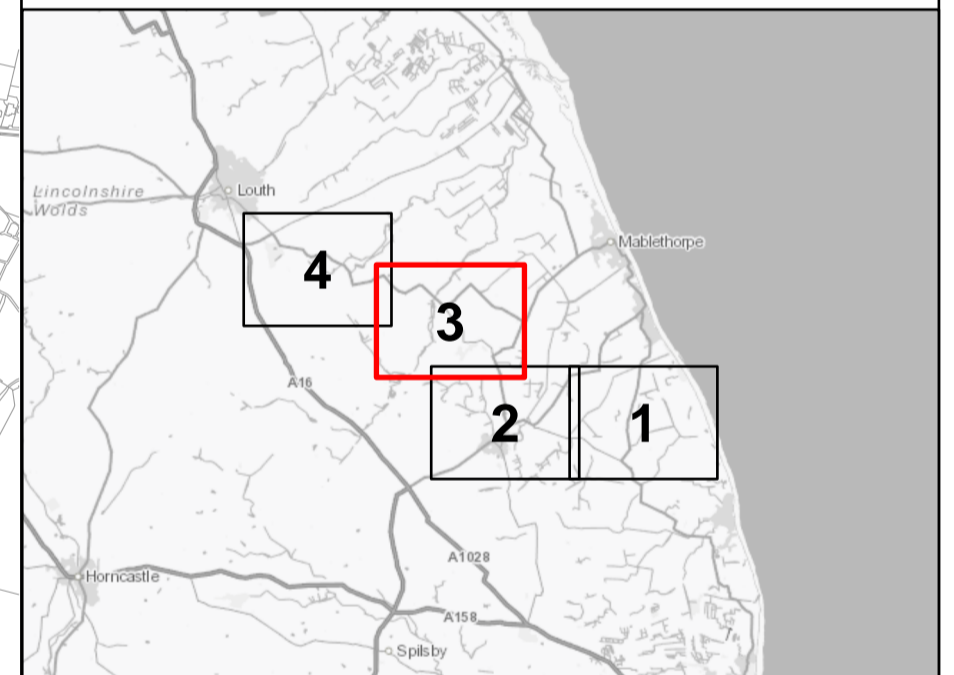 Louth
Lincolnshire
Wolds
Mablethorpe
4
3
A16
2
1
A1028
Horncastle
A158
Spilsby